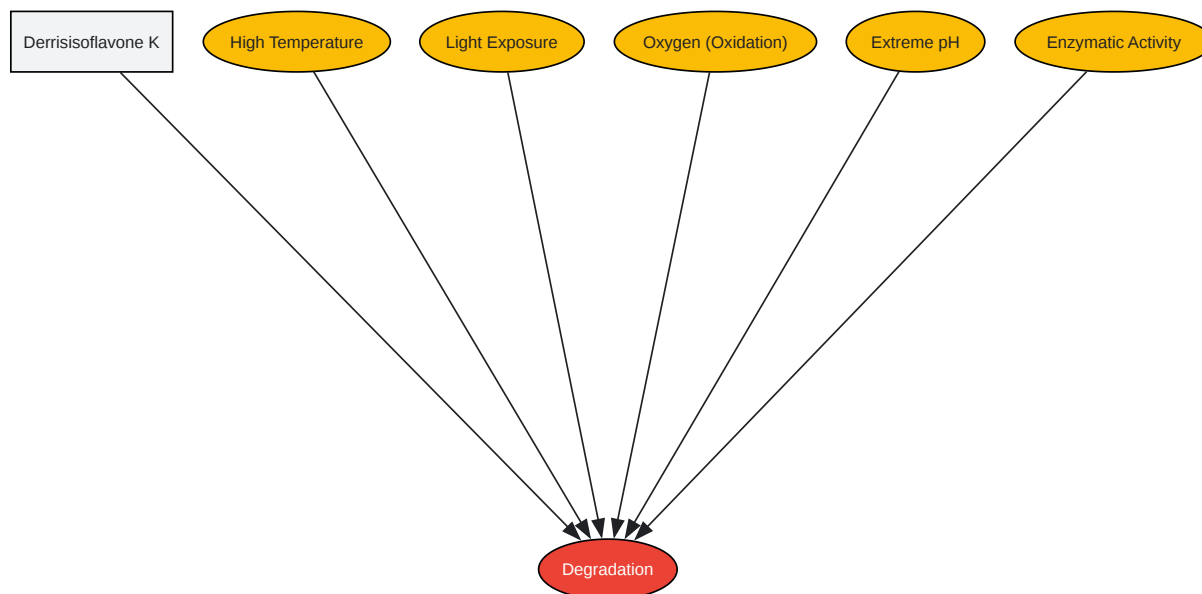 Derrisisoflavone K
High Temperature
Light Exposure
Oxygen (Oxidation)
Extreme pH
Enzymatic Activity
Degradation